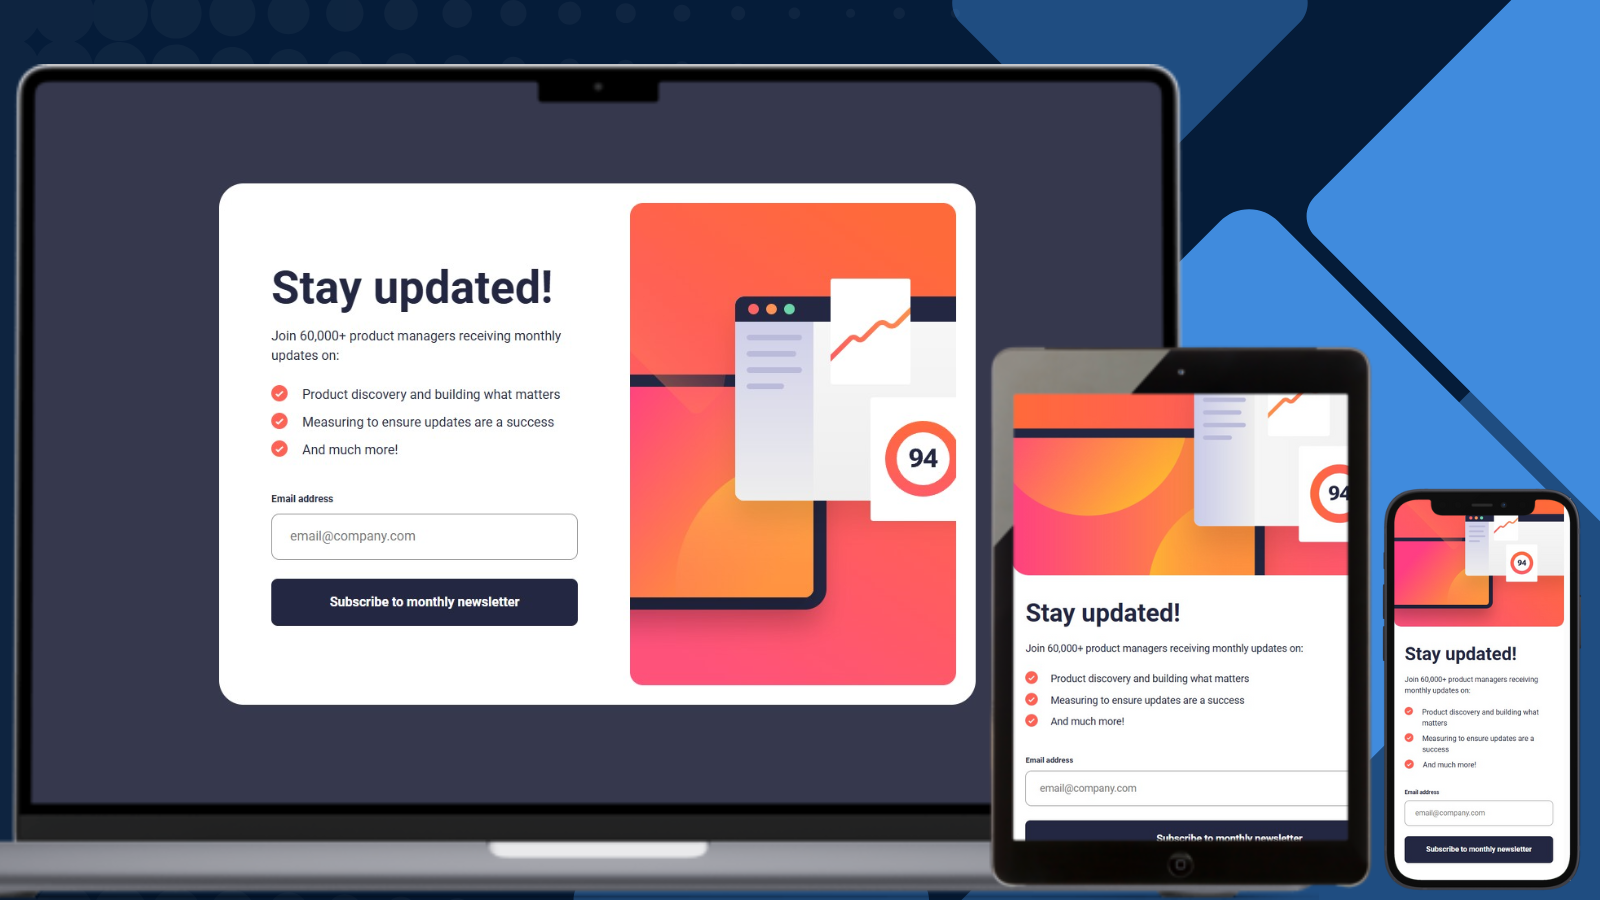 Stay updated!
Join 60,000+ product managers receiving monthly
updates on:
Product discovery and building what matters
Measuring to ensure updates are a success
And much more!
Email address
email@company.com
Subscribe to monthly newsletter
94
94
Stay updated!
Join 60,000+ product managers receiving monthly updates on:
Product discovery and building what matters
Measuring to ensure updates are a success
And much more!
Email address
email@company.com
Subscribe to monthly newsletter
94
Stay updated!
Join 60,000+ product managers receiving
monthly updates on:
Product discovery and building what
matters
Measuring to ensure updates are a
success
And much more!
Email address
email@company.com
Subscribe to monthly newsletter